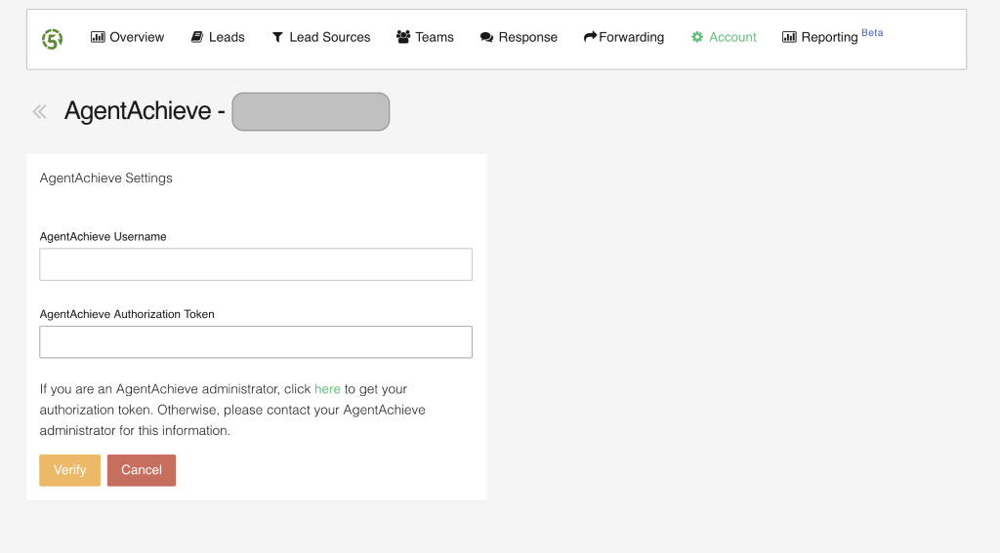 5 Overview Leads Lead Sources Teams Response Forwarding Account Reporting Beta
AgentAchieve -
AgentAchieve Settings
AgentAchieve Username
AgentAchieve Authorization Token
If you are an AgentAchieve administrator, click here to get your
authorization token. Otherwise, please contact your AgentAchieve
administrator for this information.
Verify Cancel